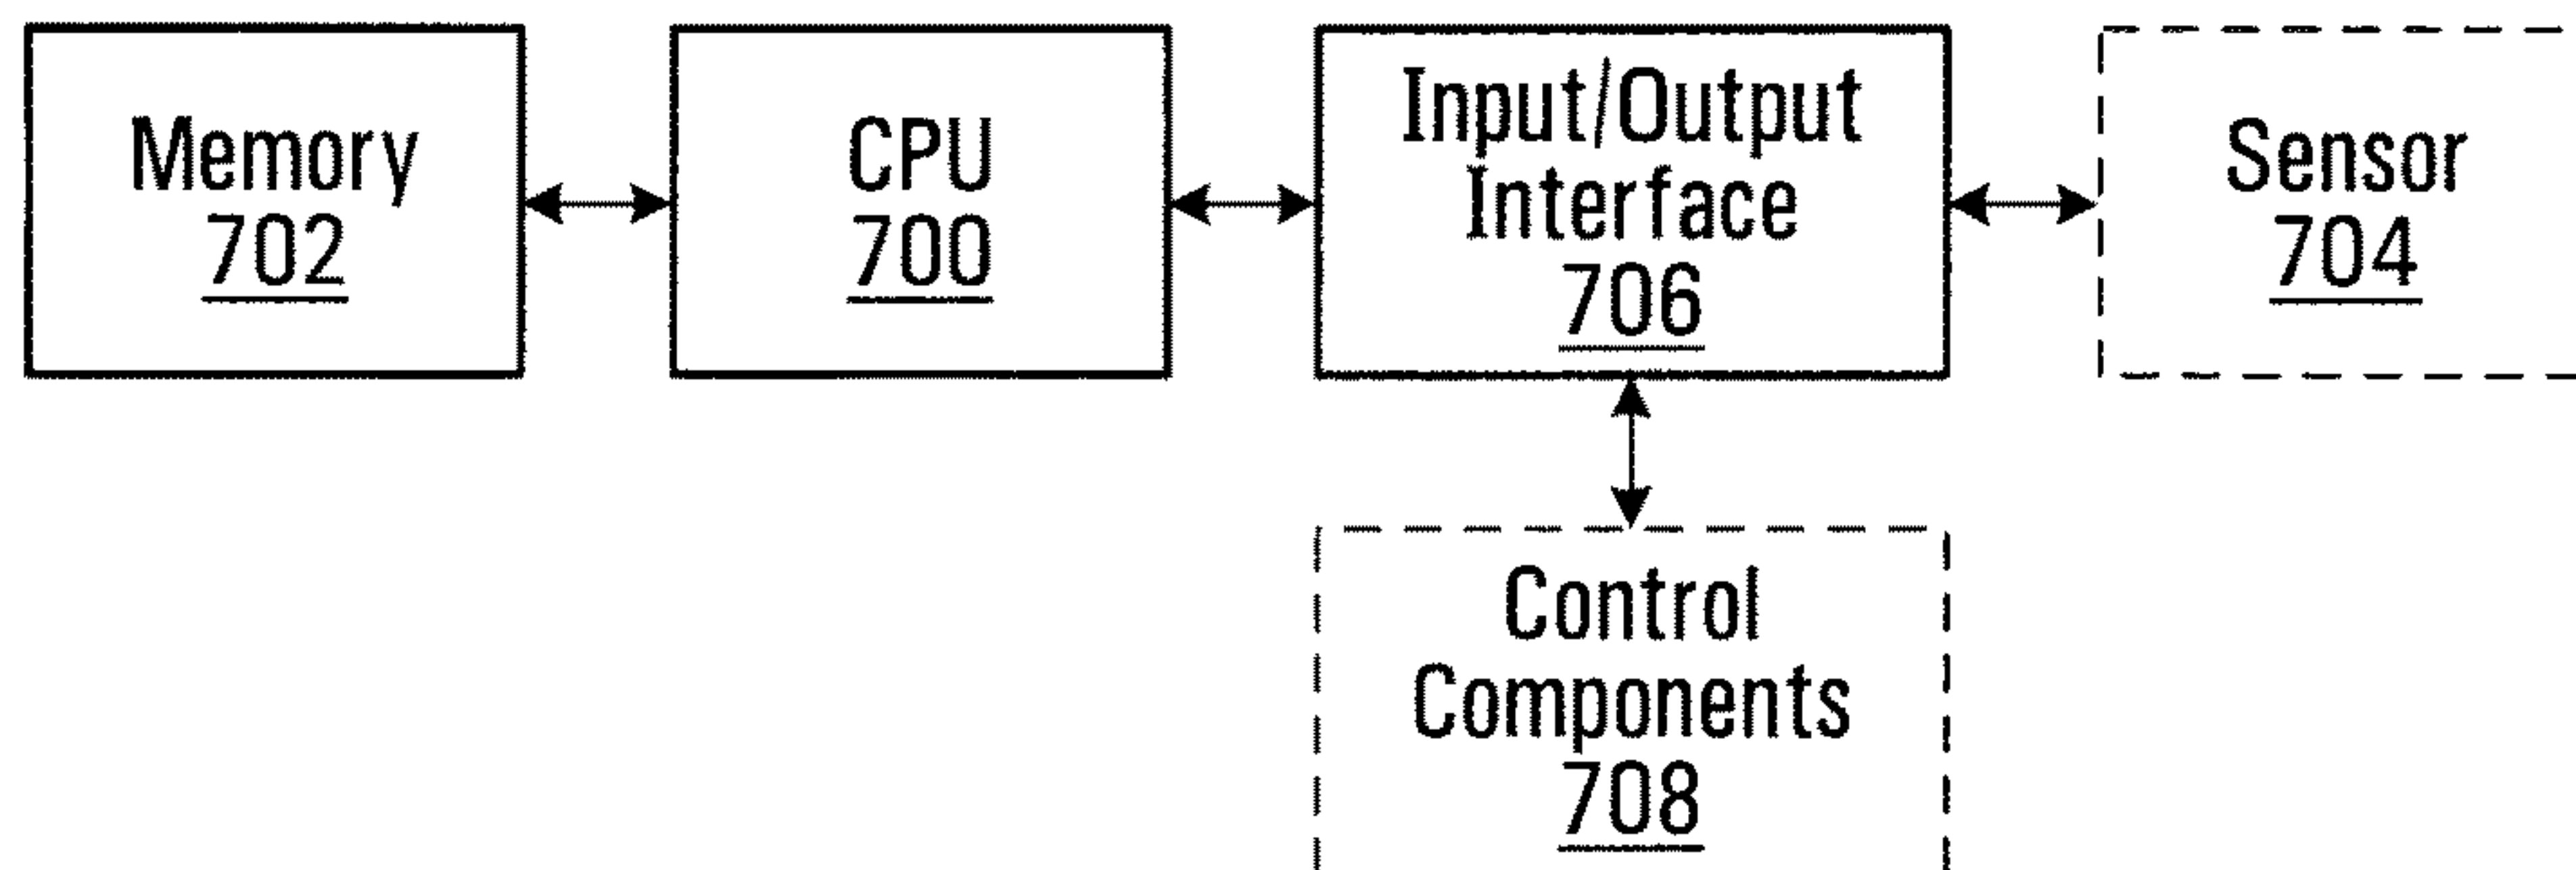 Memory
702
CPU
700
Input/Output
Interface
706
Sensor
704
Control
Components
708